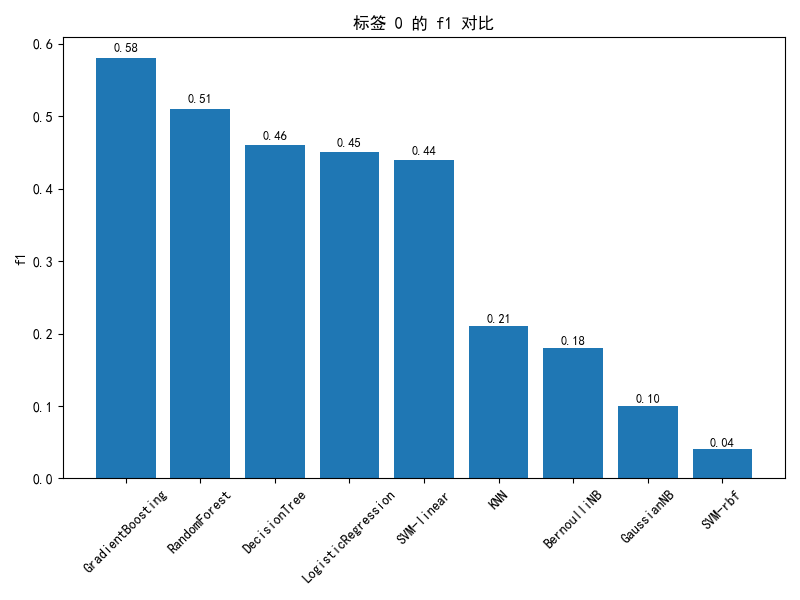 标签 0 的 f1 对比
f1
0.6
0.5
0.4
0.3
0.2
0.1
0.0
0.58
0.51
0.46
0.45
0.44
0.21
0.18
0.10
0.04
GradientBoosting
RandomForest
DecisionTree
LogisticRegression
SVM-linear
KNN
BernoulliNB
GaussianNB
SVM-rbf